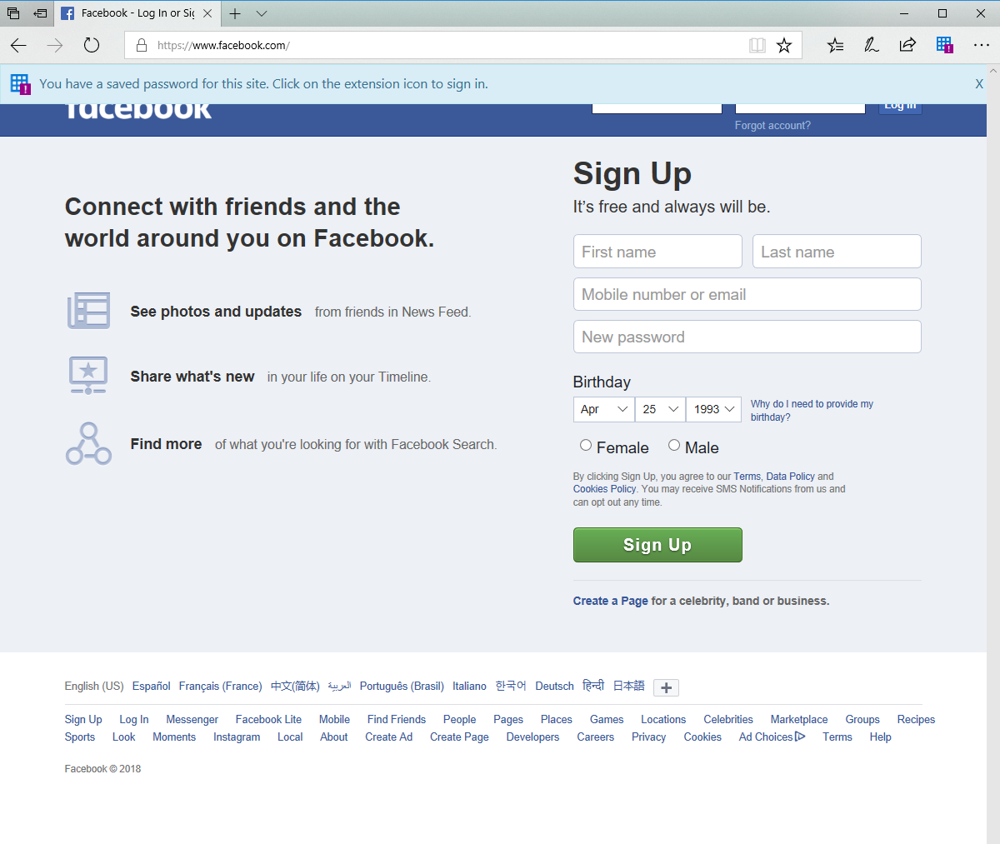 Facebook - Log In or Sig
https://www.facebook.com/
You have a saved password for this site. Click on the extension icon to sign in.
X
facebook
Log In
Forgot account?
Sign Up
It's free and always will be.
Connect with friends and the
world around you on Facebook.
First name
Last name
Mobile number or email
See photos and updates from friends in News Feed.
New password
Share what's new in your life on your Timeline.
Birthday
Apr 25 1993
Why do I need to provide my
birthday?
Find more of what you're looking for with Facebook Search.
Female Male
By clicking Sign Up, you agree to our Terms, Data Policy and
Cookies Policy. You may receive SMS Notifications from us and
can opt out any time.
Sign Up
Create a Page for a celebrity, band or business.
English (US) Español Français (France) 中文(简体) العربية Português (Brasil) Italiano 한국어 Deutsch हिन्दी 日本語
Sign Up Log In Messenger Facebook Lite Mobile Find Friends People Pages Places Games Locations Celebrities Marketplace Groups Recipes
Sports Look Moments Instagram Local About Create Ad Create Page Developers Careers Privacy Cookies Ad Choices Terms Help
Facebook © 2018